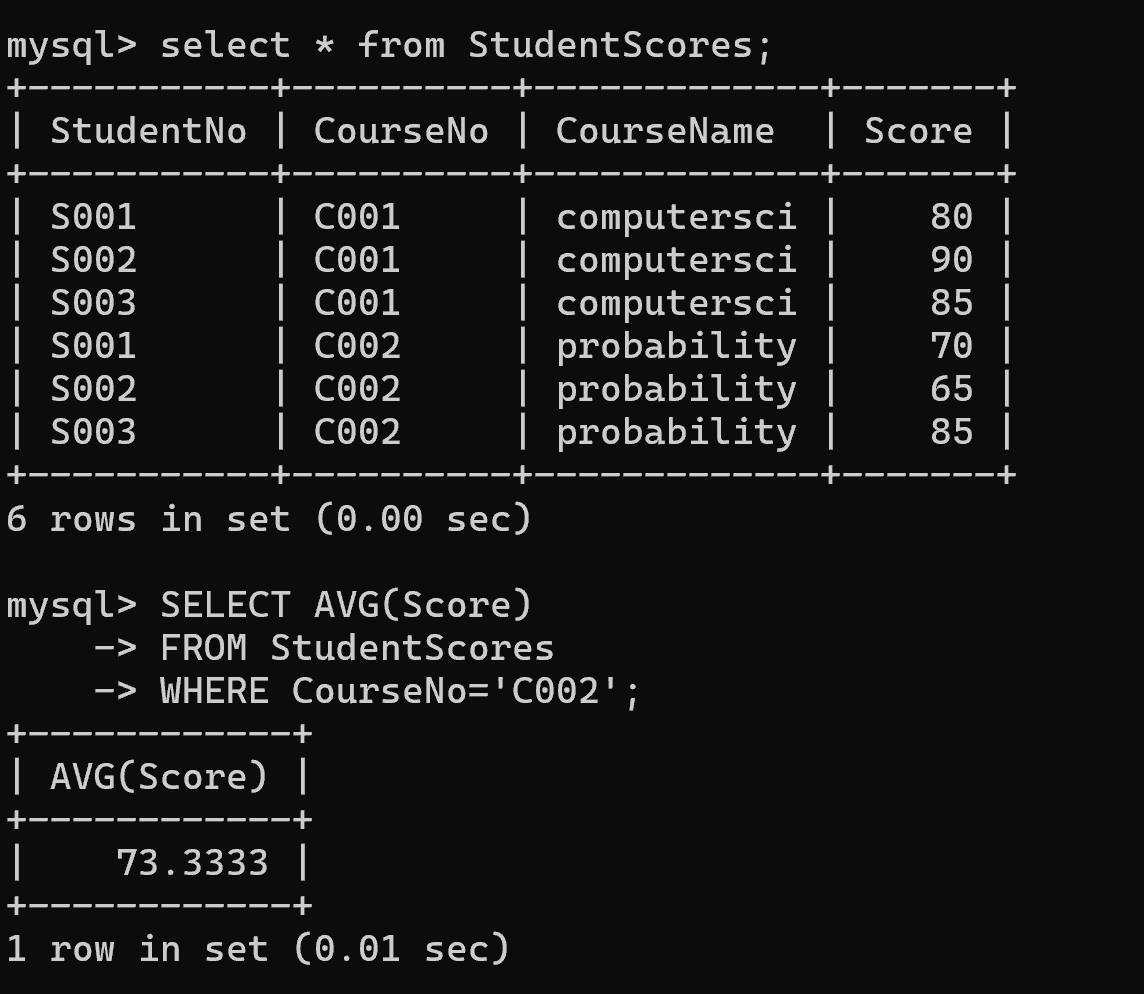 mysql> select * from StudentScores;
+-----------+----------+-------------+-------+
| StudentNo | CourseNo | CourseName  | Score |
+-----------+----------+-------------+-------+
| S001      | C001     | computersci |    80 |
| S002      | C001     | computersci |    90 |
| S003      | C001     | computersci |    85 |
| S001      | C002     | probability |    70 |
| S002      | C002     | probability |    65 |
| S003      | C002     | probability |    85 |
+-----------+----------+-------------+-------+
6 rows in set (0.00 sec)

mysql> SELECT AVG(Score)
    -> FROM StudentScores
    -> WHERE CourseNo='C002';
+------------+
| AVG(Score) |
+------------+
|    73.3333 |
+------------+
1 row in set (0.01 sec)